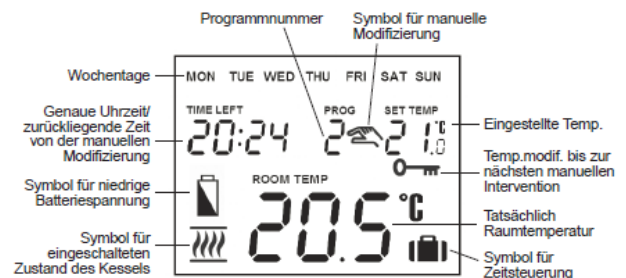 Programmnummer
Symbol für manuelle
Modifizierung
Wochentage
MON TUE WED THU FRI SAT SUN
Genaue Uhrzeit/
zurückliegende Zeit
von der manuellen
Modifizierung
TIME LEFT
PROG
SET TEMP
20:24
2
21.0 °C
Eingestellte Temp.
Temp.modif. bis zur
nächsten manuellen
Intervention
Symbol für niedrige
Batteriespannung
ROOM TEMP
20.5 °C
Tatsächlich
Raumtemperatur
Symbol für
eingeschalteten
Zustand des Kessels
Symbol für
Zeitsteuerung